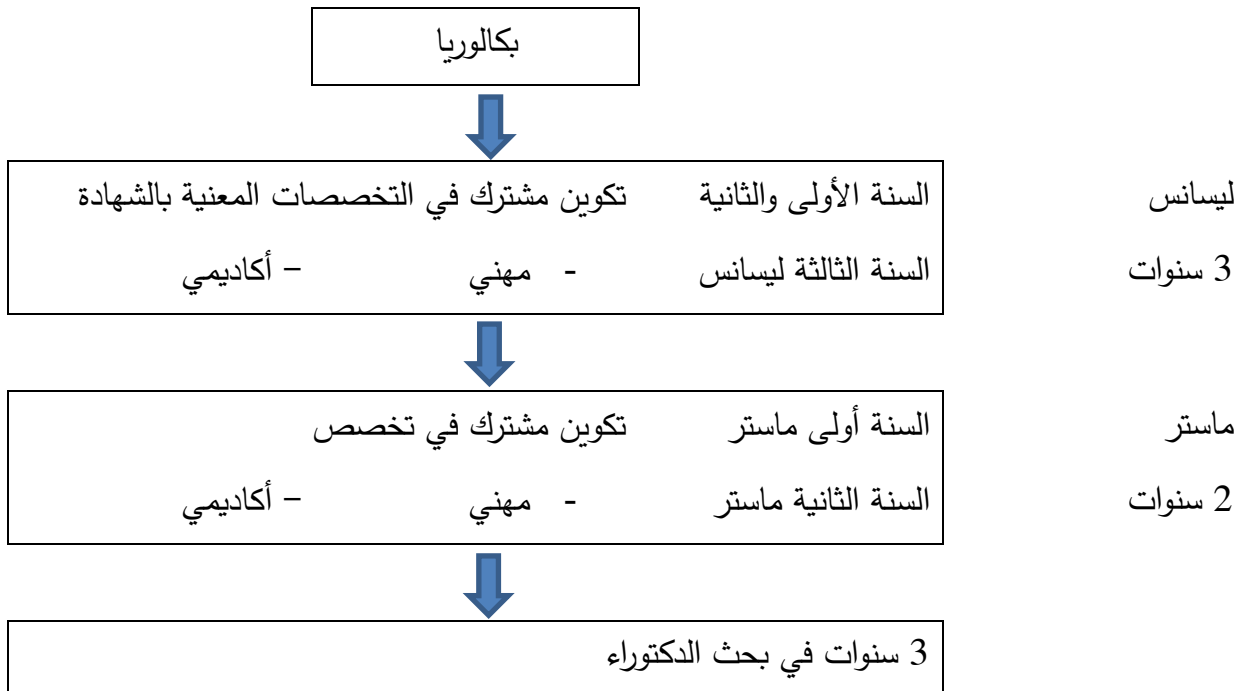 بكالوريا
ليسانس
السنة الأولى والثانية تكوين مشترك في التخصصات المعنية بالشهادة
3 سنوات
السنة الثالثة ليسانس - مهني – أكاديمي
ماستر
السنة أولى ماستر تكوين مشترك في تخصص
2 سنوات
السنة الثانية ماستر - مهني – أكاديمي
3 سنوات في بحث الدكتوراء